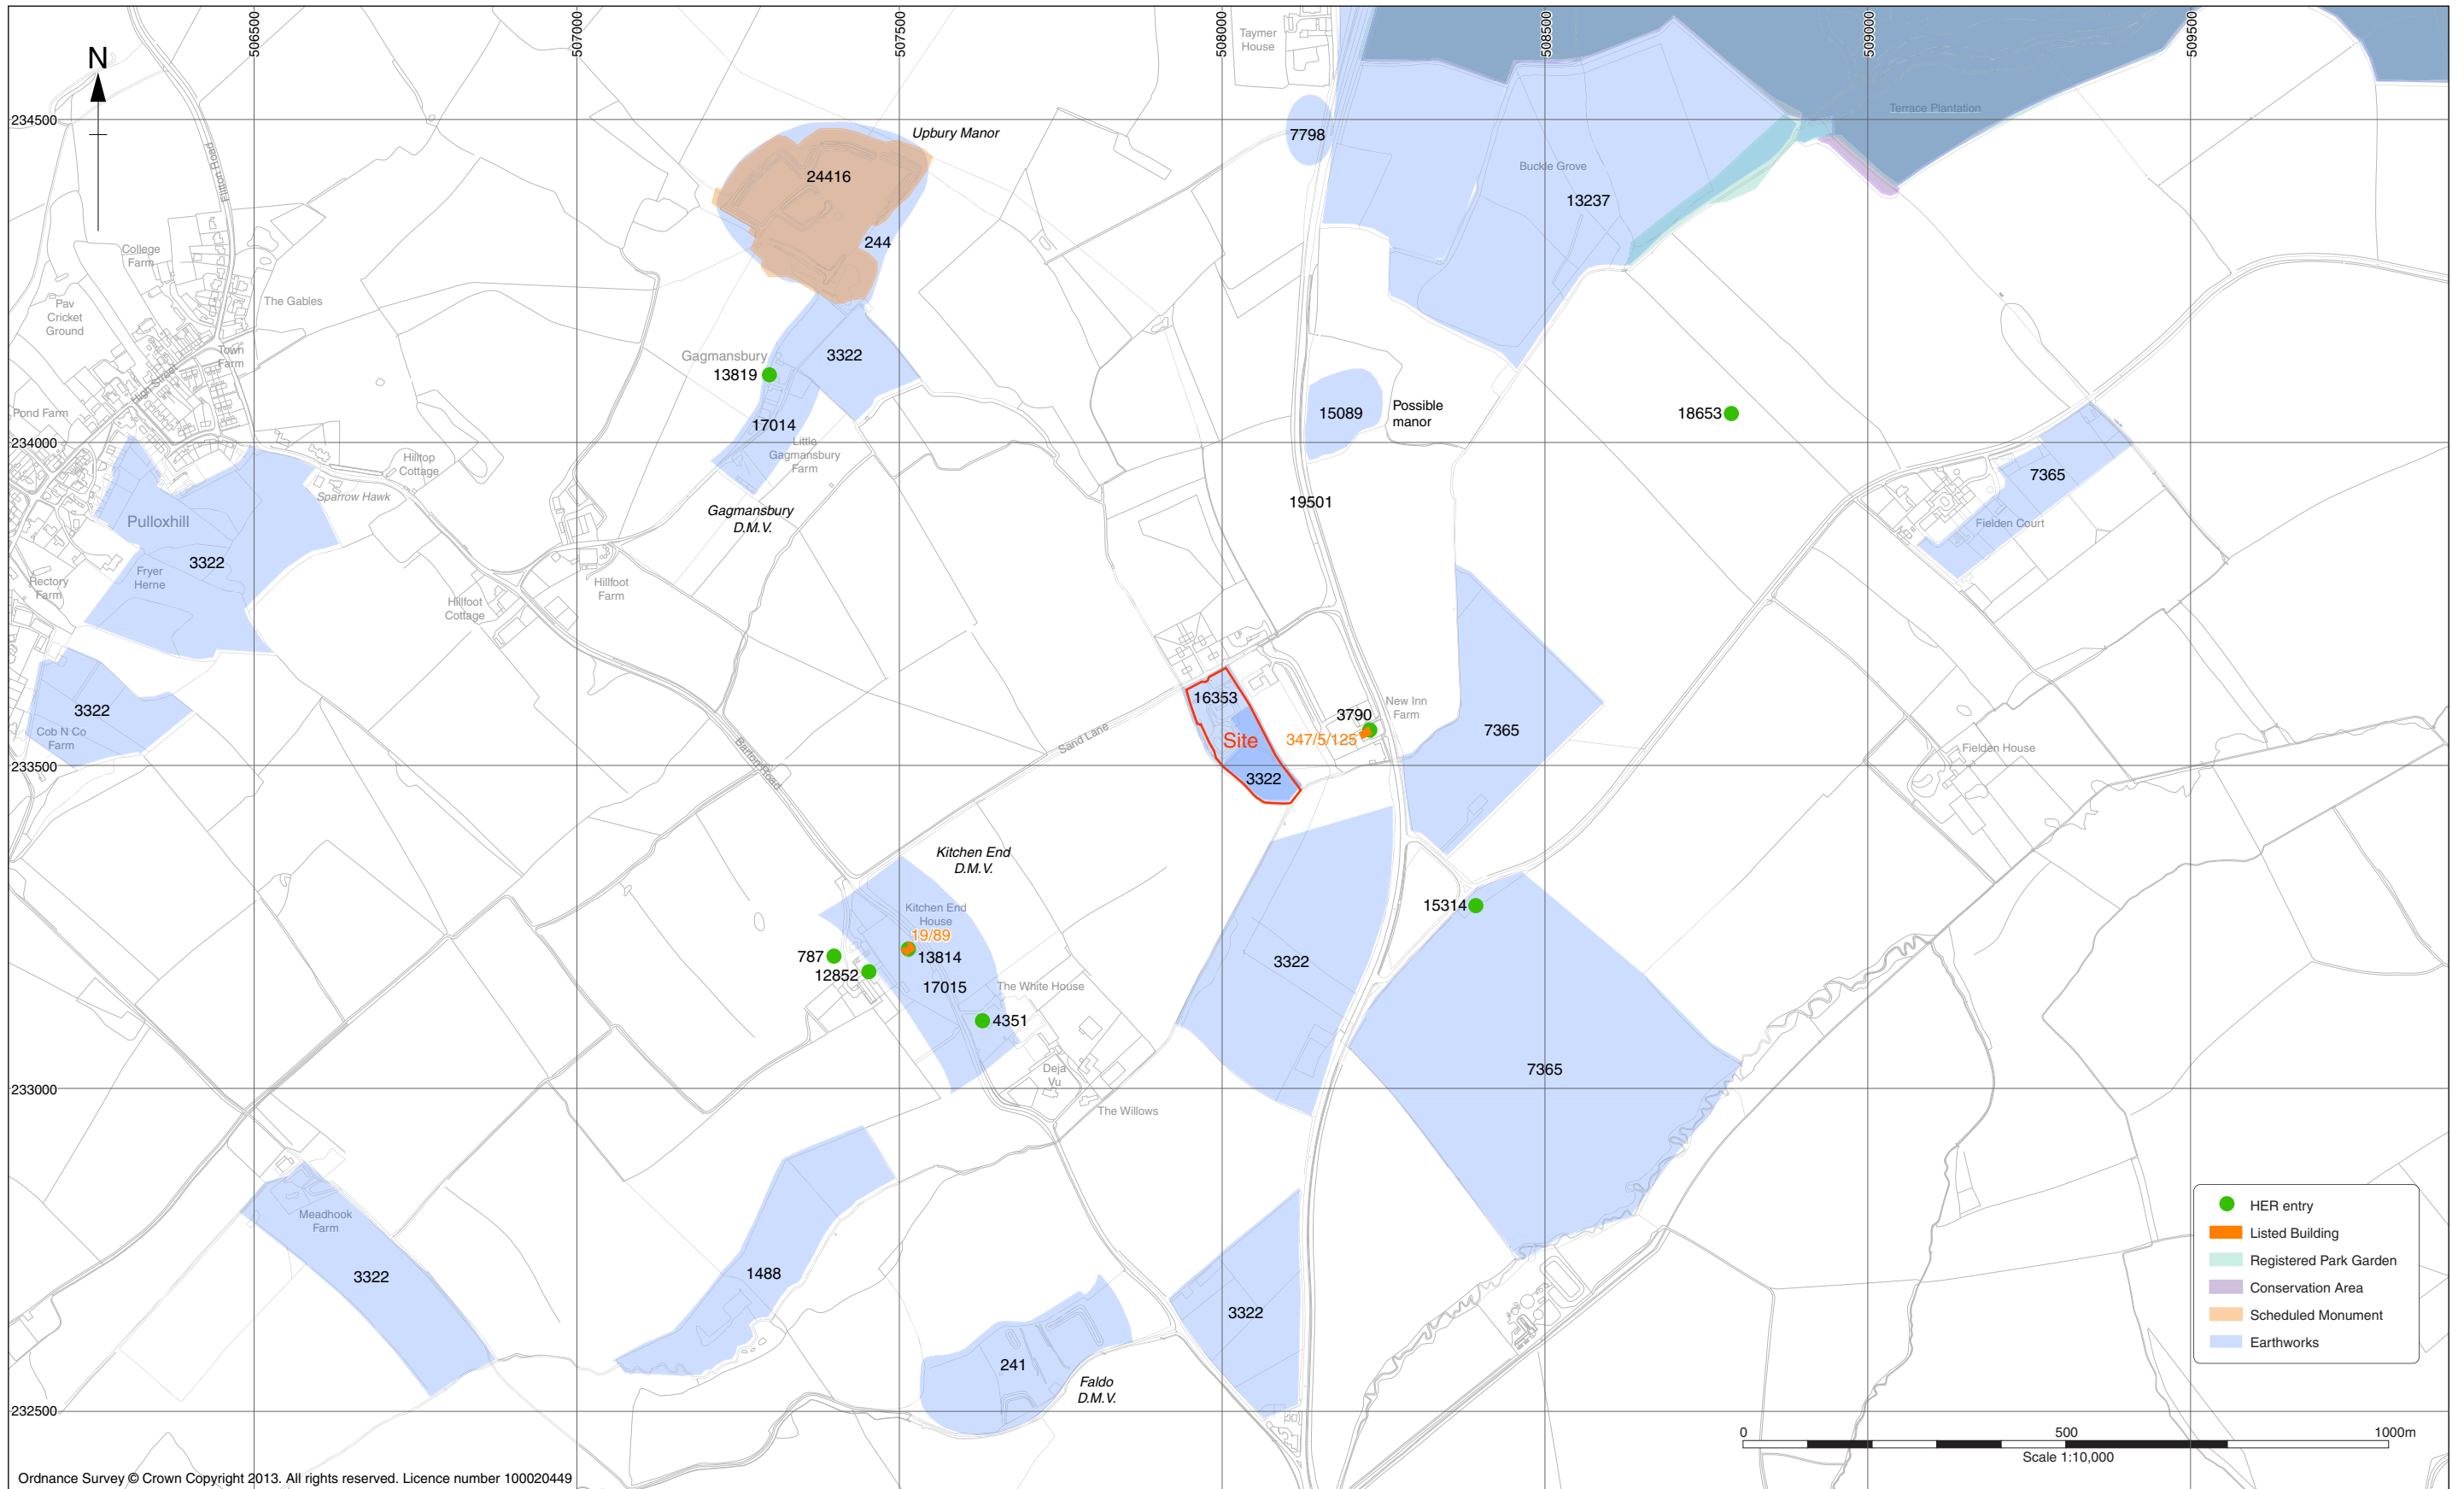 506500
507000
507500
508000
508500
509000
509500
N
Taymer
House
Flitton Road
234500
Upbury Manor
7798
Terrace Plantation
Buckle Grove
24416
13237
244
College
Farm
The Gables
Pav
Cricket
Ground
Town
Farm
High Street
Gagmansbury
3322
13819
Pond Farm
15089
Possible
manor
18653
17014
234000
Little
Gagmansbury
Farm
Hilltop
Cottage
Sparrow Hawk
7365
19501
Gagmansbury
D.M.V.
Pulloxhill
Fielden Court
3322
Fryer
Herne
Rectory
Farm
Hillfoot
Farm
Hillfoot
Cottage
16353
New Inn
Farm
3790
3322
Cob N Co
Farm
Sand Lane
Site
347/5/125
7365
Barton Road
Fielden House
233500
3322
Kitchen End
D.M.V.
Kitchen End
House
15314
19/89
787
13814
12852
3322
17015
The White House
4351
Deja
Vu
7365
233000
The Willows
Meadhook
Farm
3322
1488
3322
241
Faldo
D.M.V.
232500
HER entry
Listed Building
Registered Park Garden
Conservation Area
Scheduled Monument
Earthworks
0 500 1000m
Scale 1:10,000
Ordnance Survey © Crown Copyright 2013. All rights reserved. Licence number 100020449